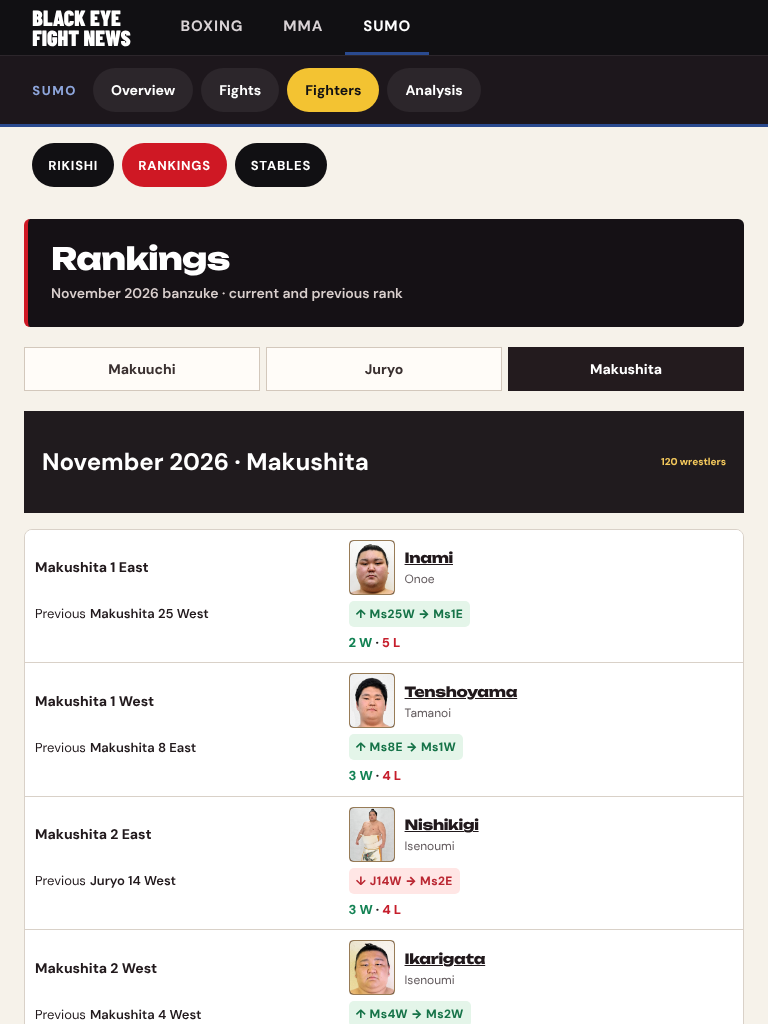 BLACK EYE
FIGHT NEWS
BOXING
MMA
SUMO
SUMO
Overview
Fights
Fighters
Analysis
RIKISHI
RANKINGS
STABLES
Rankings
November 2026 banzuke · current and previous rank
Makuuchi
Juryo
Makushita
November 2026 · Makushita
120 wrestlers
Makushita 1 East
Inami
Onoe
Previous Makushita 25 West
↑ Ms25W → Ms1E
2 W · 5 L
Makushita 1 West
Tenshoyama
Tamanoi
Previous Makushita 8 East
↑ Ms8E → Ms1W
3 W · 4 L
Makushita 2 East
Nishikigi
Isenoumi
Previous Juryo 14 West
↓ J14W → Ms2E
3 W · 4 L
Makushita 2 West
Ikarigata
Isenoumi
Previous Makushita 4 West
↑ Ms4W → Ms2W